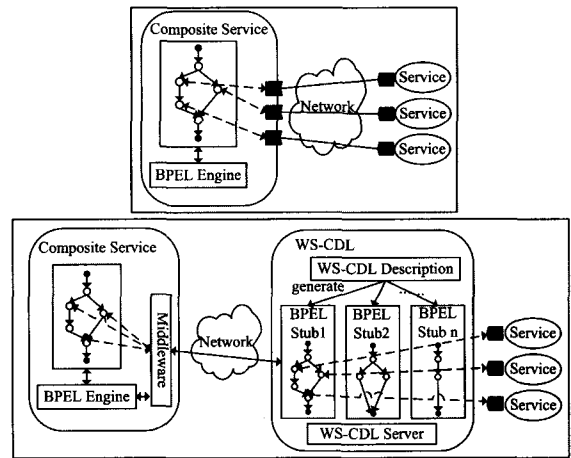 Composite Service
Service
Network
Service
Service
BPEL Engine
Composite Service
WS-CDL
WS-CDL Description
generate
......
BPEL
Stub1
BPEL
Stub2
BPEL
Stub n
Middleware
Network
Service
Service
Service
BPEL Engine
WS-CDL Server